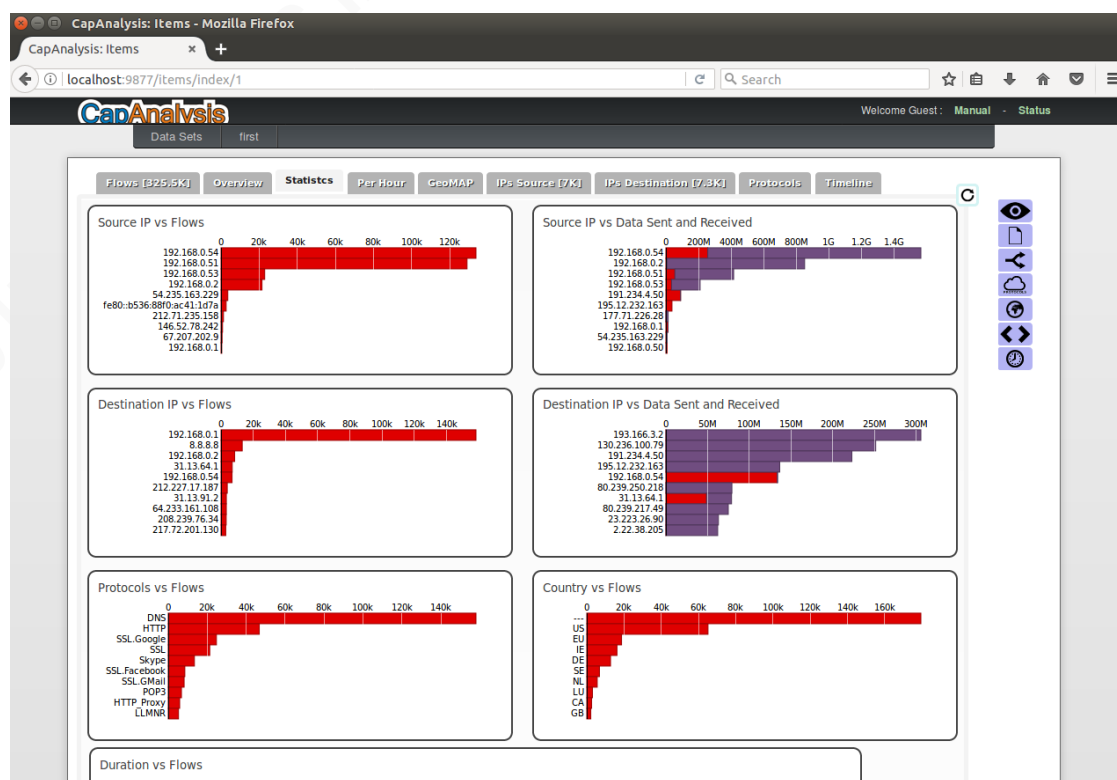 CapAnalysis: Items - Mozilla Firefox
CapAnalysis: Items × +
localhost:9877/items/index/1 Search
CapAnalysis
Welcome Guest : Manual - Status
Data Sets first
Flows [325.5K] Overview Statistcs Per Hour GeoMAP IPs Source [7K] IPs Destination [7.3K] Protocols Timeline
Source IP vs Flows
0 20k 40k 60k 80k 100k 120k
192.168.0.54
192.168.0.51
192.168.0.53
192.168.0.2
54.235.163.229
fe80::b536:88f0:ac41:1d7a
212.71.235.158
146.52.78.242
67.207.202.9
192.168.0.1
Source IP vs Data Sent and Received
0 200M 400M 600M 800M 1G 1.2G 1.4G
192.168.0.54
192.168.0.2
192.168.0.51
192.168.0.53
191.234.4.50
195.12.232.163
177.71.226.28
192.168.0.1
54.235.163.229
192.168.0.50
Destination IP vs Flows
0 20k 40k 60k 80k 100k 120k 140k
192.168.0.1
8.8.8.8
192.168.0.2
31.13.64.1
192.168.0.54
212.227.17.187
31.13.91.2
64.233.161.108
208.239.76.34
217.72.201.130
Destination IP vs Data Sent and Received
0 50M 100M 150M 200M 250M 300M
193.166.3.2
130.236.100.79
191.234.4.50
195.12.232.163
192.168.0.54
80.239.250.218
31.13.64.1
80.239.217.49
23.223.26.90
2.22.38.205
Protocols vs Flows
0 20k 40k 60k 80k 100k 120k 140k
DNS
HTTP
SSL.Google
SSL
Skype
SSL.Facebook
SSL.GMail
POP3
HTTP_Proxy
LLMNR
Country vs Flows
0 20k 40k 60k 80k 100k 120k 140k 160k
---
US
EU
IE
DE
SE
NL
LU
CA
GB
Duration vs Flows